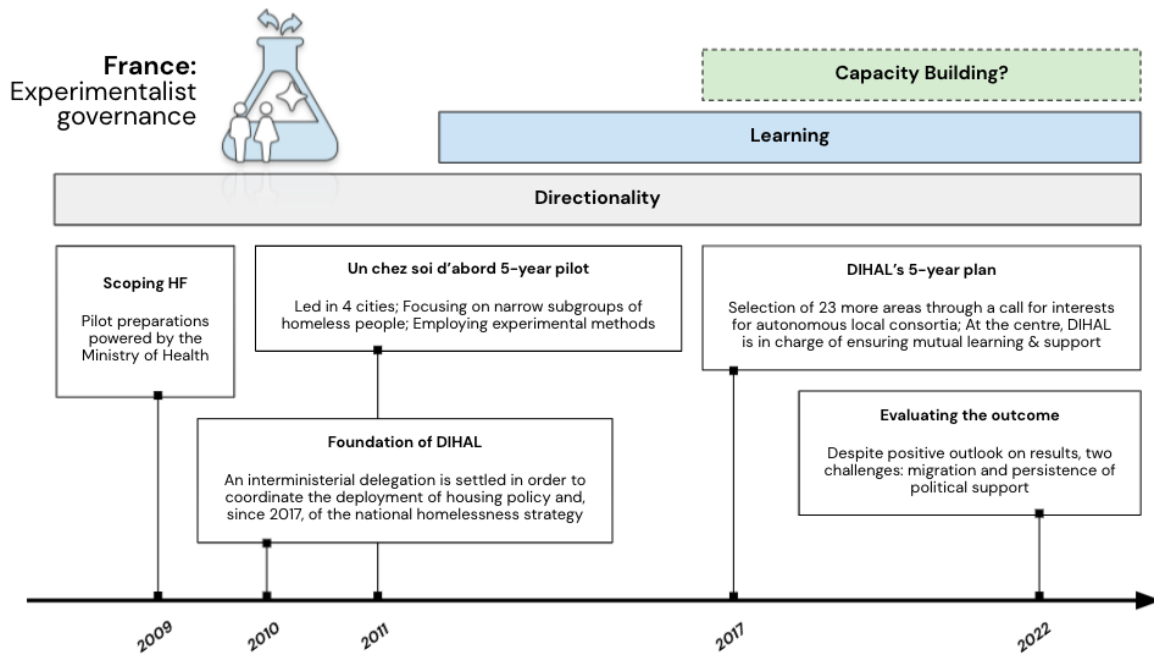 France:
Experimentalist
governance
Capacity Building?
Learning
Directionality
Scoping HF
Pilot preparations
powered by the
Ministry of Health
Un chez soi d’abord 5-year pilot
Led in 4 cities; Focusing on narrow subgroups of
homeless people; Employing experimental methods
DIHAL’s 5-year plan
Selection of 23 more areas through a call for interests
for autonomous local consortia; At the centre, DIHAL
is in charge of ensuring mutual learning & support
Foundation of DIHAL
An interministerial delegation is settled in order to
coordinate the deployment of housing policy and,
since 2017, of the national homelessness strategy
Evaluating the outcome
Despite positive outlook on results, two
challenges: migration and persistence of
political support
2009
2010
2011
2017
2022